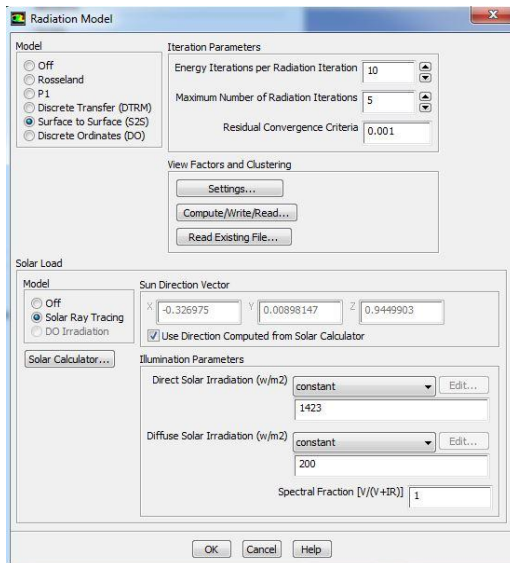 Radiation Model
Model
Off
Rosseland
P1
Discrete Transfer (DTRM)
Surface to Surface (S2S)
Discrete Ordinates (DO)
Iteration Parameters
Energy Iterations per Radiation Iteration 10
Maximum Number of Radiation Iterations 5
Residual Convergence Criteria 0.001
View Factors and Clustering
Settings...
Compute/Write/Read...
Read Existing File...
Solar Load
Model
Off
Solar Ray Tracing
DO Irradiation
Solar Calculator...
Sun Direction Vector
X -0.326975 Y 0.00898147 Z 0.9449903
Use Direction Computed from Solar Calculator
Illumination Parameters
Direct Solar Irradiation (w/m2) constant Edit...
1423
Diffuse Solar Irradiation (w/m2) constant Edit...
200
Spectral Fraction [V/(V+IR)] 1
OK Cancel Help